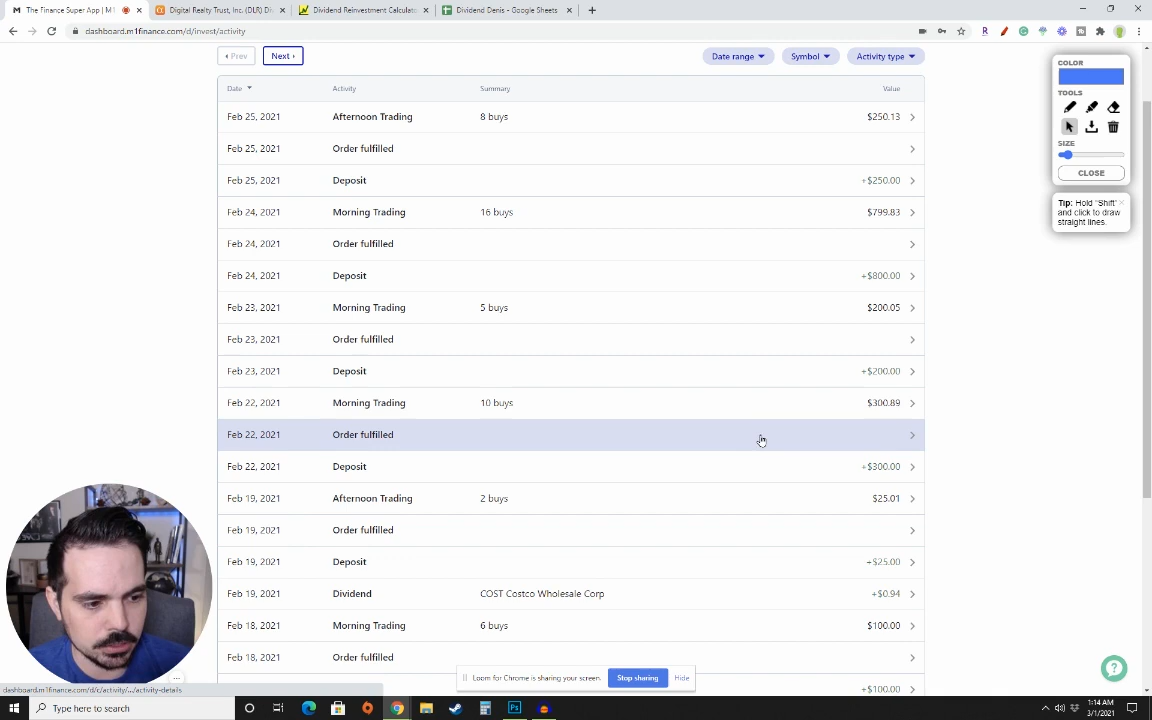 The Finance Super App | M1
Digital Realty Trust, Inc. (DLR) Di
Dividend Reinvestment Calculato
Dividend Denis - Google Sheets
dashboard.m1finance.com/d/invest/activity
‹ Prev
Next ›
Date range
Symbol
Activity type
Date Activity Summary Value
Feb 25, 2021 Afternoon Trading 8 buys $250.13
Feb 25, 2021 Order fulfilled
Feb 25, 2021 Deposit +$250.00
Feb 24, 2021 Morning Trading 16 buys $799.83
Feb 24, 2021 Order fulfilled
Feb 24, 2021 Deposit +$800.00
Feb 23, 2021 Morning Trading 5 buys $200.05
Feb 23, 2021 Order fulfilled
Feb 23, 2021 Deposit +$200.00
Feb 22, 2021 Morning Trading 10 buys $300.89
Feb 22, 2021 Order fulfilled
Feb 22, 2021 Deposit +$300.00
Feb 19, 2021 Afternoon Trading 2 buys $25.01
Feb 19, 2021 Order fulfilled
Feb 19, 2021 Deposit +$25.00
Feb 19, 2021 Dividend COST Costco Wholesale Corp +$0.94
Feb 18, 2021 Morning Trading 6 buys $100.00
Feb 18, 2021 Order fulfilled
+$100.00
COLOR
TOOLS
SIZE
CLOSE
Tip: Hold "Shift"
and click to draw
straight lines.
Loom for Chrome is sharing your screen.
Stop sharing
Hide
dashboard.m1finance.com/d/c/activity/.../activity-details
Type here to search
1:14 AM
3/1/2021